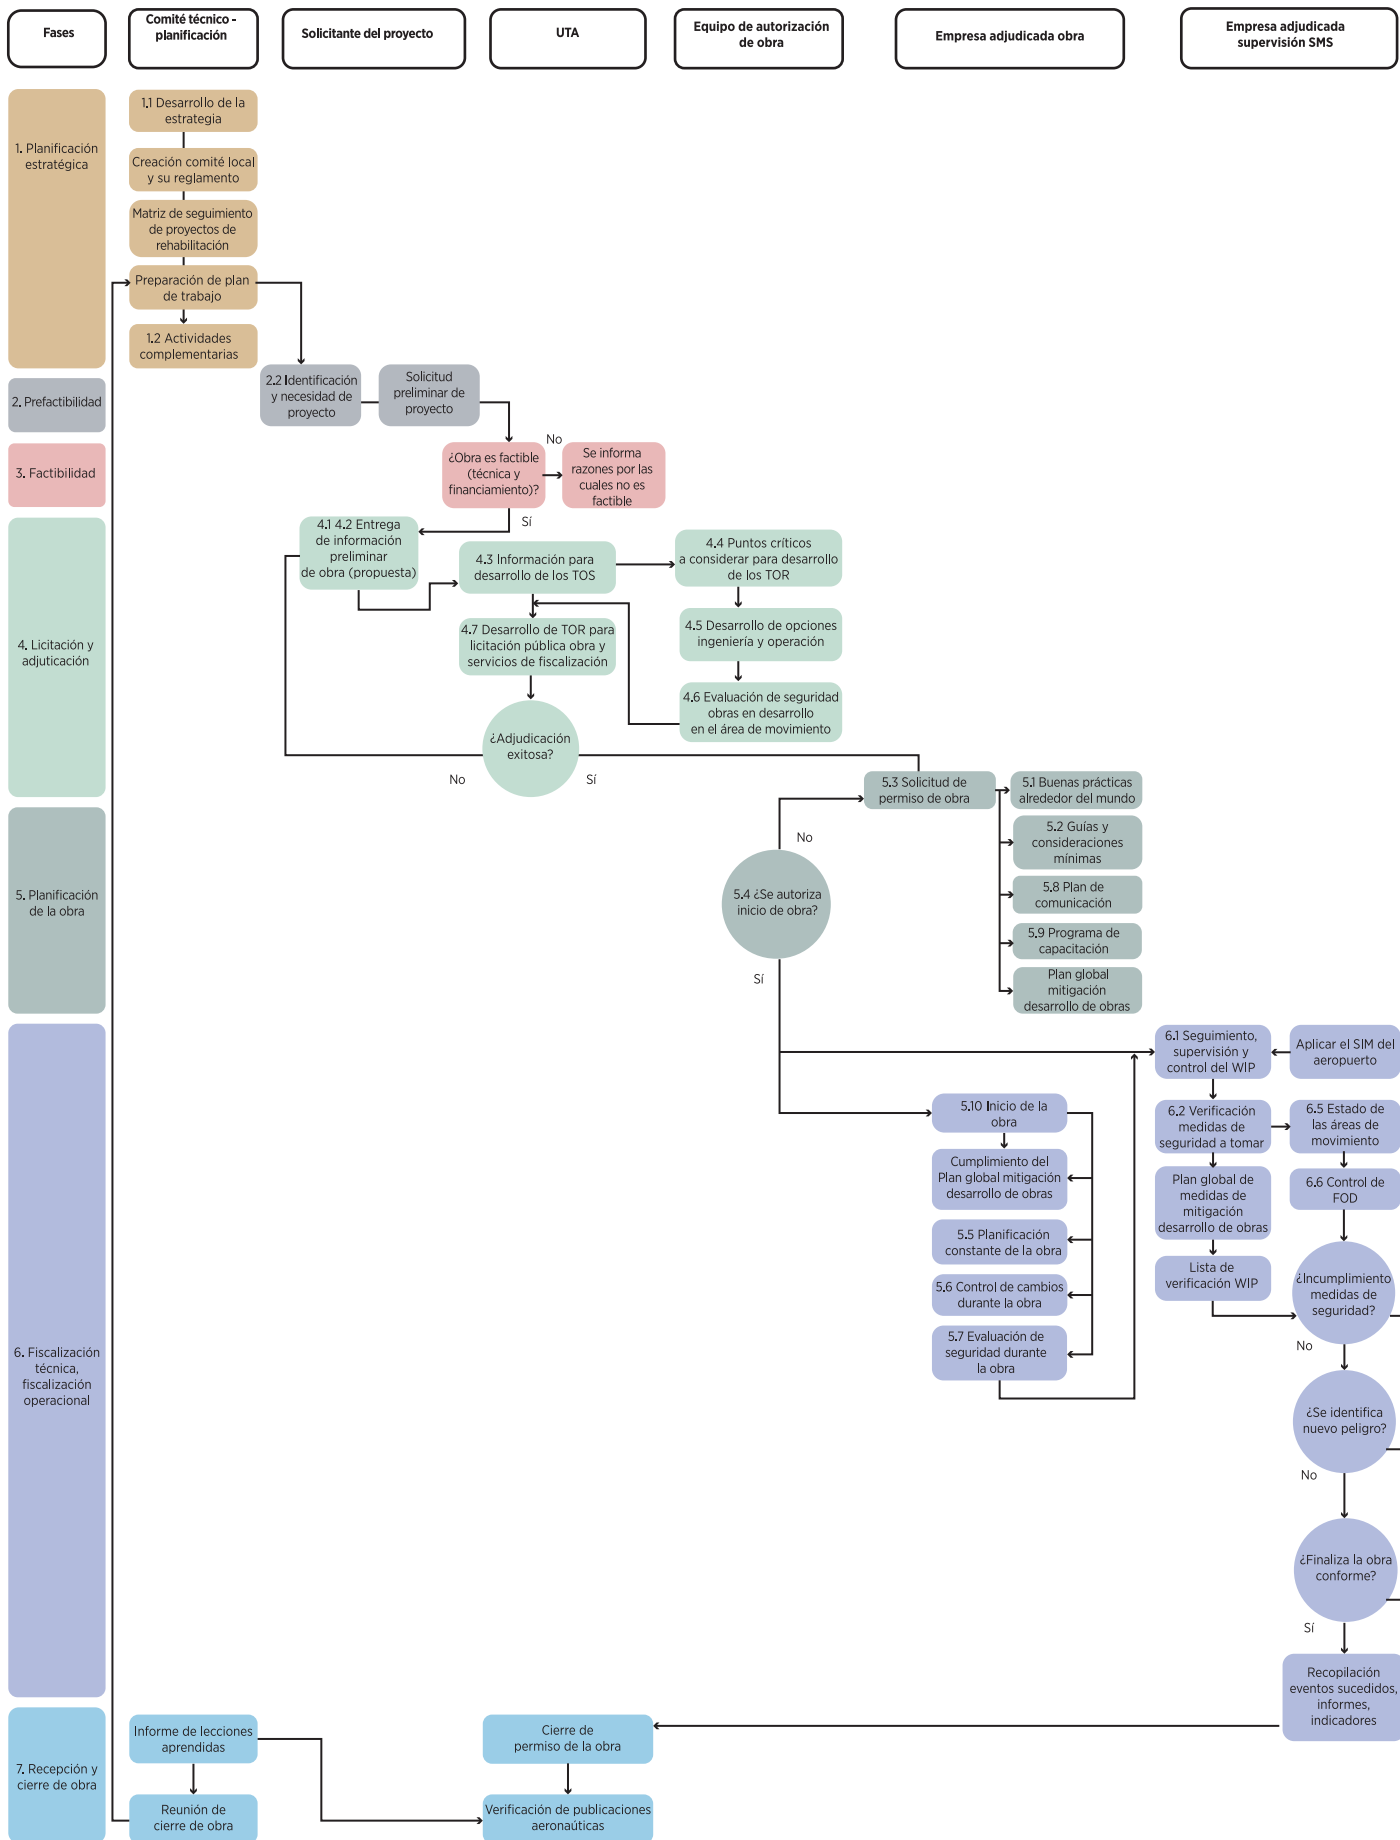 Fases
Comité técnico -
planificación
Solicitante del proyecto
UTA
Equipo de autorización
de obra
Empresa adjudicada obra
Empresa adjudicada
supervisión SMS
1. Planificación
estratégica
1.1 Desarrollo de la
estrategia
Creación comité local
y su reglamento
Matriz de seguimiento
de proyectos de
rehabilitación
Preparación de plan
de trabajo
1.2 Actividades
complementarias
2. Prefactibilidad
2.2 Identificación
y necesidad de
proyecto
Solicitud
preliminar de
proyecto
3. Factibilidad
¿Obra es factible
(técnica y
financiamiento)?
No
Se informa
razones por las
cuales no es
factible
Sí
4. Licitación y
adjuticación
4.1 4.2 Entrega
de información
preliminar
de obra (propuesta)
4.3 Información para
desarrollo de los TOS
4.4 Puntos críticos
a considerar para desarrollo
de los TOR
4.5 Desarrollo de opciones
ingeniería y operación
4.7 Desarrollo de TOR para
licitación pública obra y
servicios de fiscalización
4.6 Evaluación de seguridad
obras en desarrollo
en el área de movimiento
¿Adjudicación
exitosa?
No
Sí
5. Planificación
de la obra
5.3 Solicitud de
permiso de obra
5.1 Buenas prácticas
alrededor del mundo
5.2 Guías y
consideraciones
mínimas
5.8 Plan de
comunicación
5.9 Programa de
capacitación
Plan global
mitigación
desarrollo de obras
No
5.4 ¿Se autoriza
inicio de obra?
Sí
6. Fiscalización
técnica,
fiscalización
operacional
6.1 Seguimiento,
supervisión y
control del WIP
Aplicar el SIM del
aeropuerto
5.10 Inicio de la
obra
6.2 Verificación
medidas de
seguridad a tomar
6.5 Estado de
las áreas de
movimiento
Cumplimiento del
Plan global mitigación
desarrollo de obras
Plan global de
medidas de
mitigación
desarrollo de obras
6.6 Control de
FOD
5.5 Planificación
constante de la obra
Lista de
verificación WIP
¿Incumplimiento
medidas de
seguridad?
5.6 Control de cambios
durante la obra
5.7 Evaluación de
seguridad durante
la obra
No
¿Se identifica
nuevo peligro?
No
¿Finaliza la obra
conforme?
Sí
Recopilación
eventos sucedidos,
informes,
indicadores
7. Recepción y
cierre de obra
Informe de lecciones
aprendidas
Cierre de
permiso de la obra
Reunión de
cierre de obra
Verificación de publicaciones
aeronaúticas